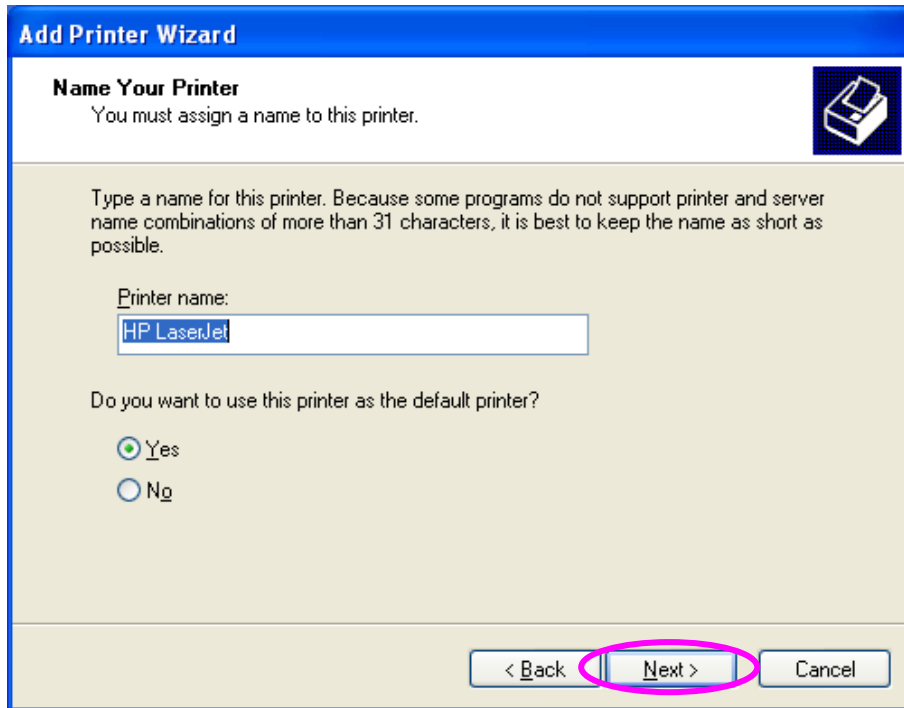 Add Printer Wizard
Name Your Printer
You must assign a name to this printer.
Type a name for this printer. Because some programs do not support printer and server
name combinations of more than 31 characters, it is best to keep the name as short as
possible.
Printer name:
HP LaserJet
Do you want to use this printer as the default printer?
Yes
No
< Back Next > Cancel